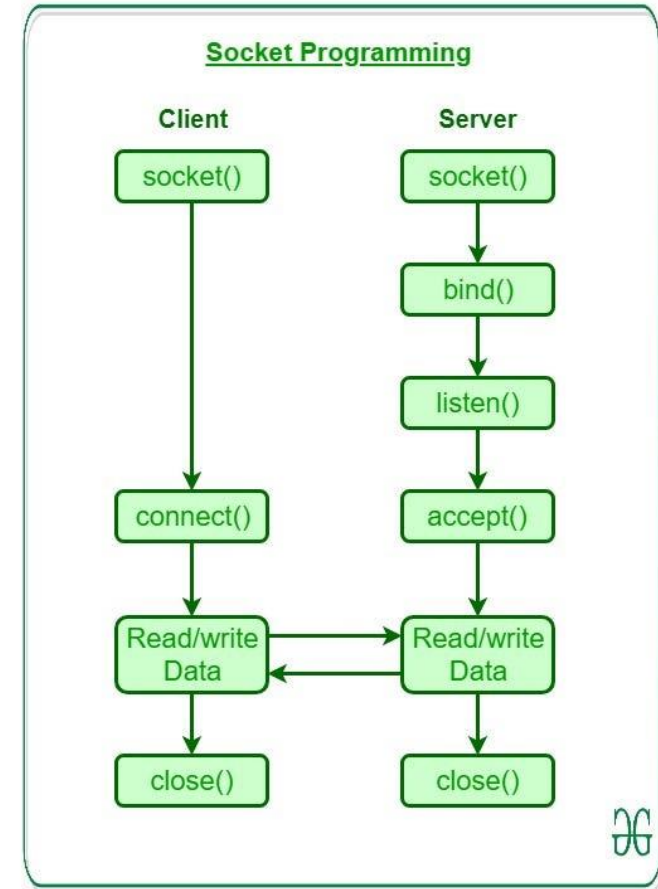 Socket Programming
Client
Server
socket()
socket()
bind()
listen()
connect()
accept()
Read/write
Data
Read/write
Data
close()
close()